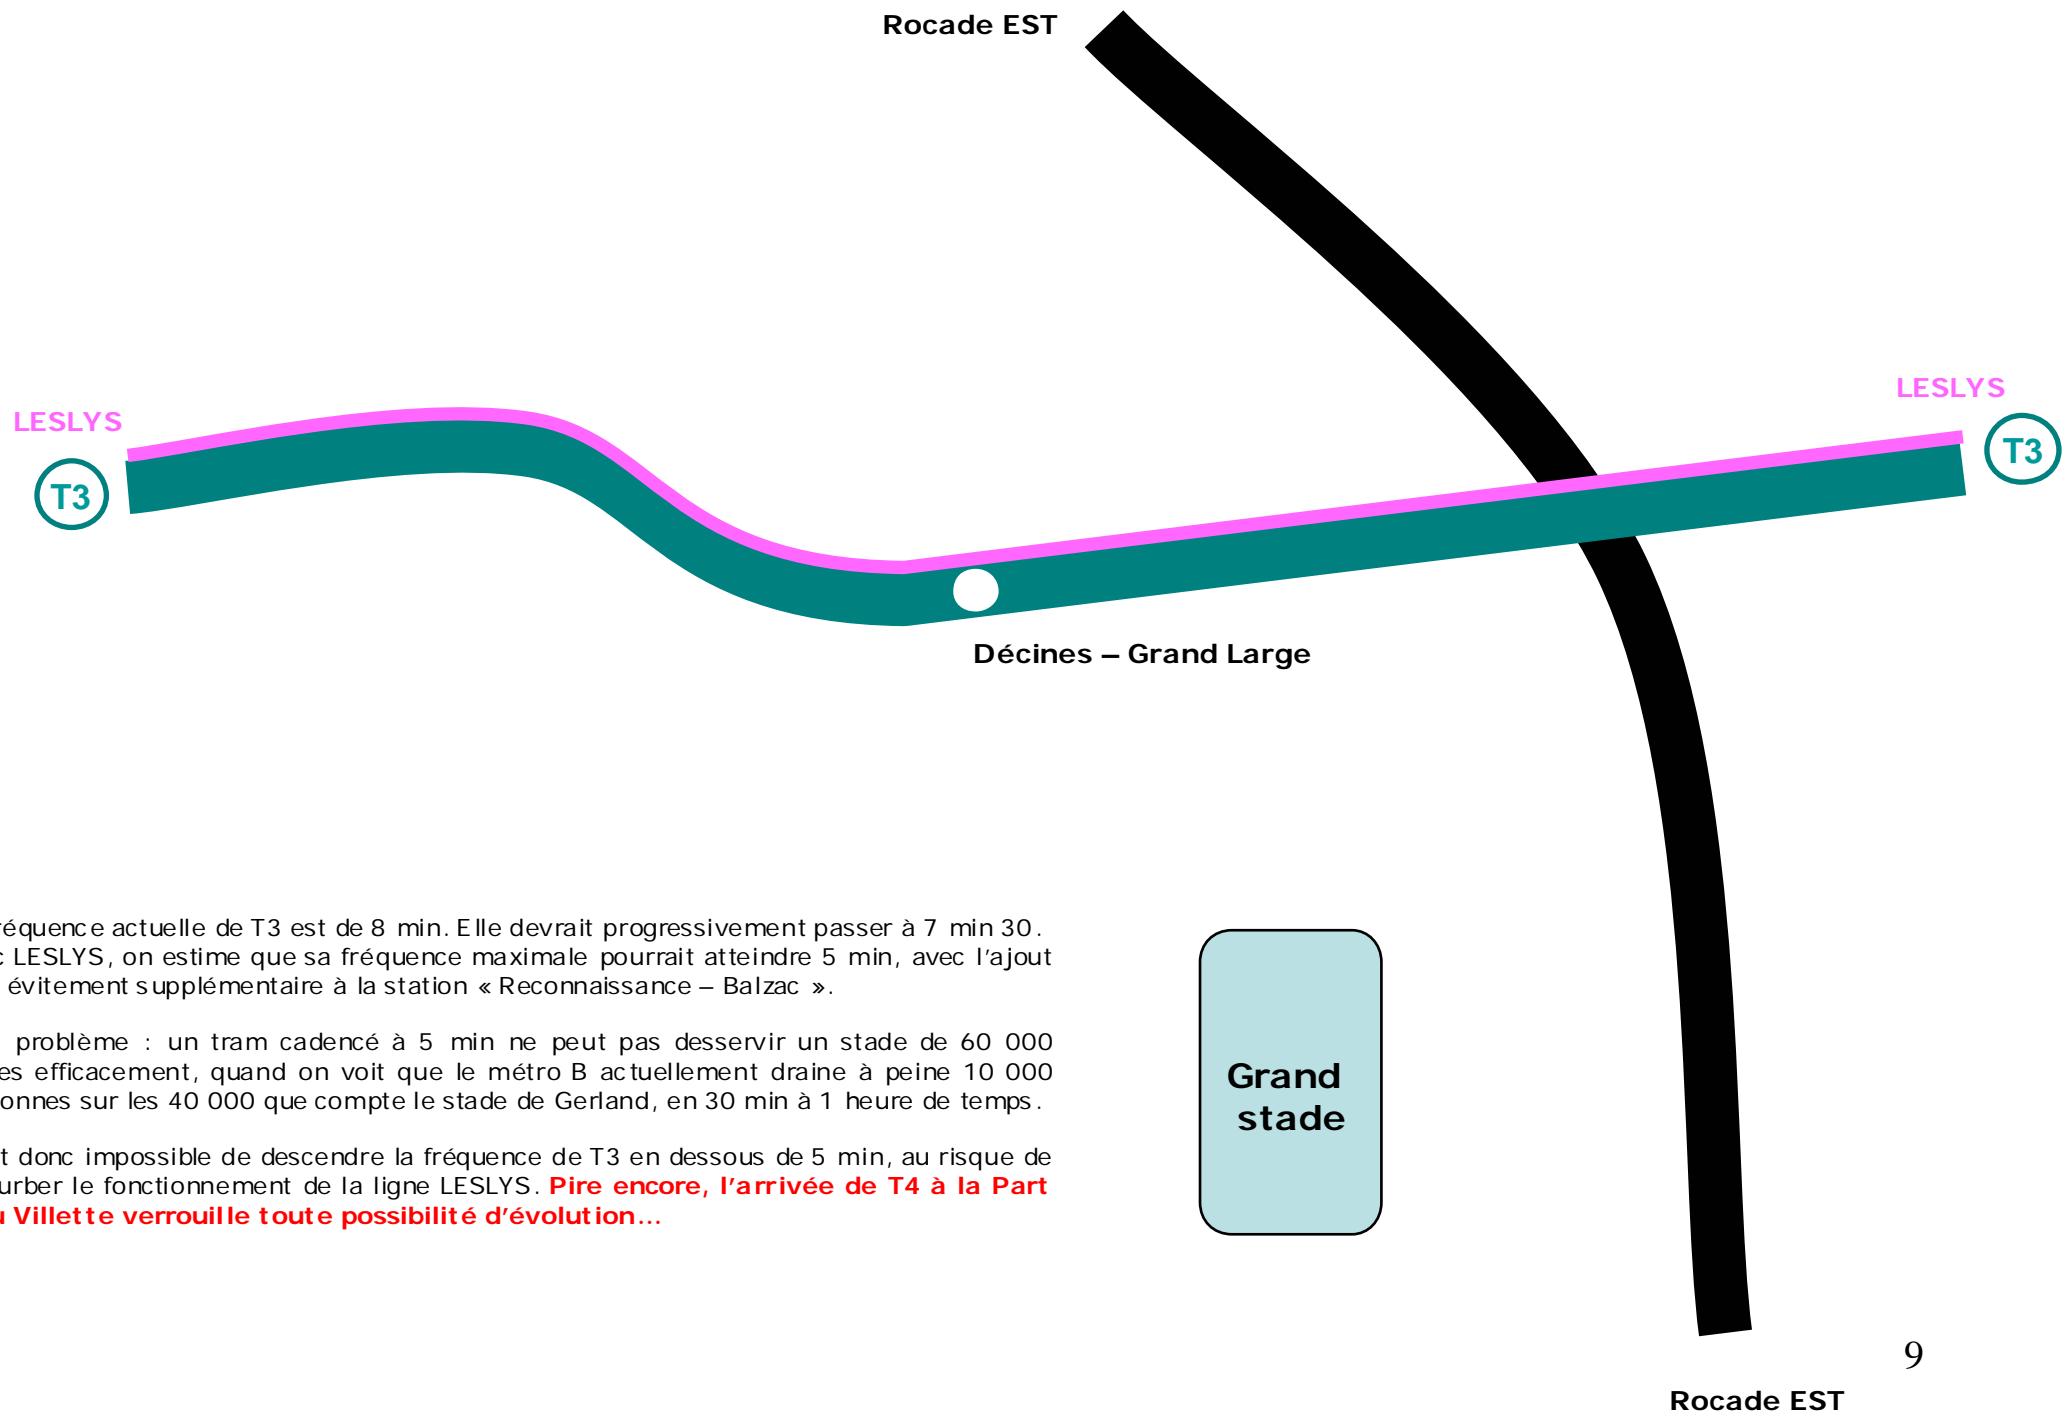 Rocade EST
LESLYS
LESLYS
T3
T3
Décines – Grand Large
réquence actuelle de T3 est de 8 min. Elle devrait progressivement passer à 7 min 30.
c LESLYS, on estime que sa fréquence maximale pourrait atteindre 5 min, avec l’ajout
évitement supplémentaire à la station « Reconnaissance – Balzac ».
problème : un tram cadencé à 5 min ne peut pas desservir un stade de 60 000
es efficacement, quand on voit que le métro B actuellement draine à peine 10 000
onnes sur les 40 000 que compte le stade de Gerland, en 30 min à 1 heure de temps.
t donc impossible de descendre la fréquence de T3 en dessous de 5 min, au risque de
urber le fonctionnement de la ligne LESLYS. Pire encore, l’arrivée de T4 à la Part
u Villette verrouille toute possibilité d’évolution…
Grand
stade
9
Rocade EST